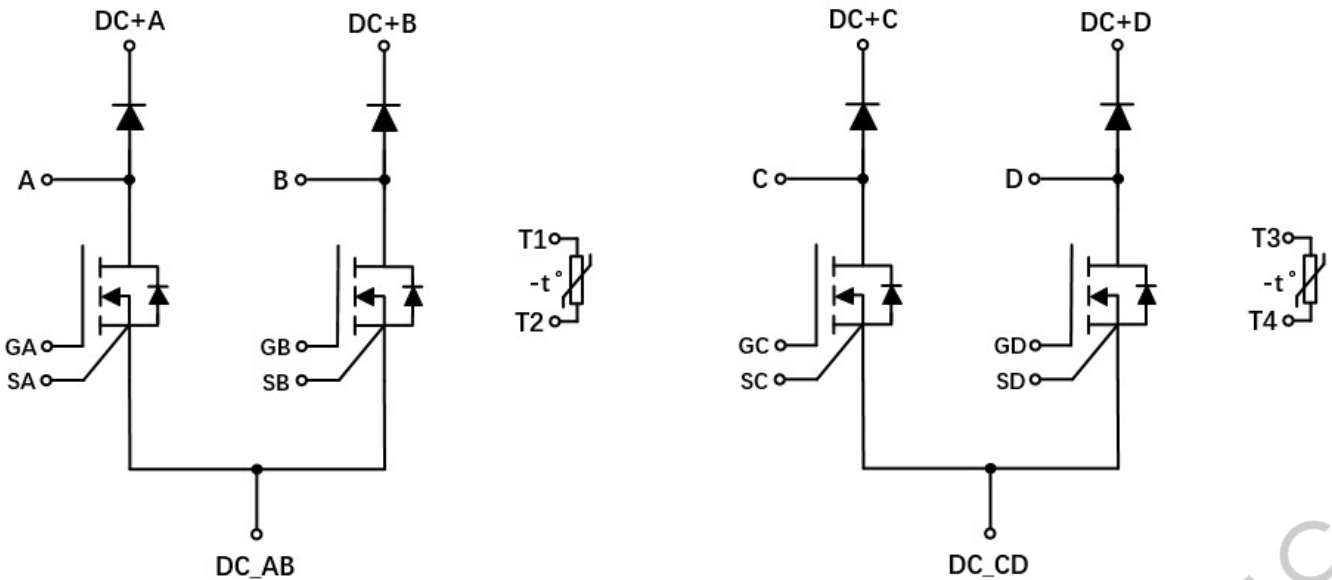 DC+A
DC+B
DC+C
DC+D
A
B
C
D
T1
-t°
T2
T3
-t°
T4
GA
SA
GB
SB
GC
SC
GD
SD
DC_AB
DC_CD